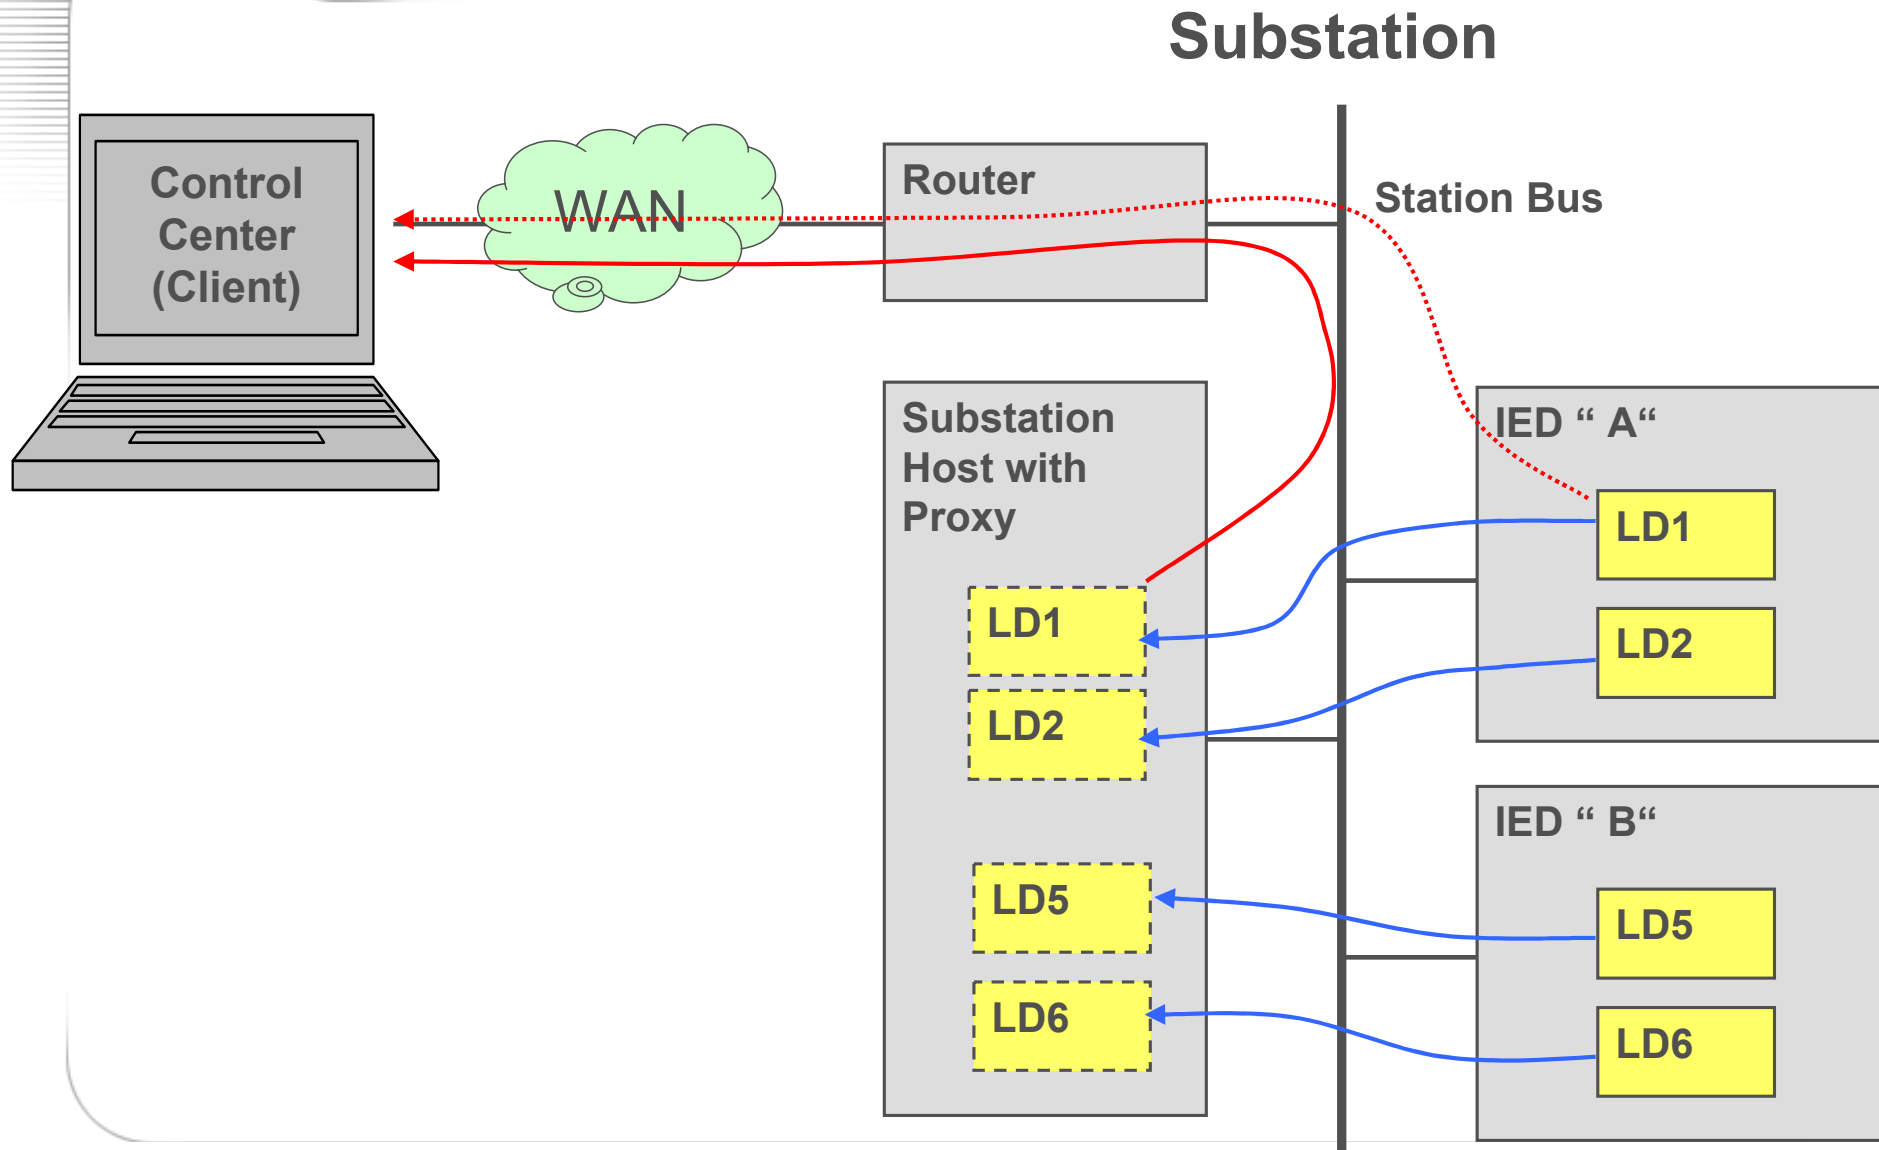 Substation
Control
Center
(Client)
WAN
Router
Station Bus
Substation
Host with
Proxy
LD1
LD2
LD5
LD6
IED “ A“
LD1
LD2
IED “ B“
LD5
LD6